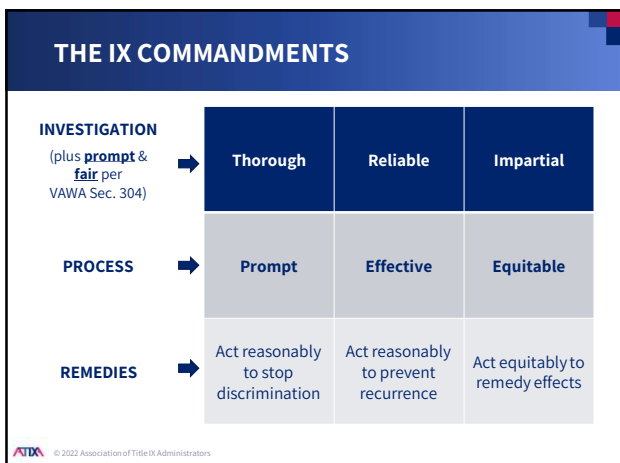 THE IX COMMANDMENTS
INVESTIGATION
(plus prompt &
fair per
VAWA Sec. 304)
Thorough
Reliable
Impartial
PROCESS
Prompt
Effective
Equitable
REMEDIES
Act reasonably
to stop
discrimination
Act reasonably
to prevent
recurrence
Act equitably to
remedy effects
ATIXA © 2022 Association of Title IX Administrators